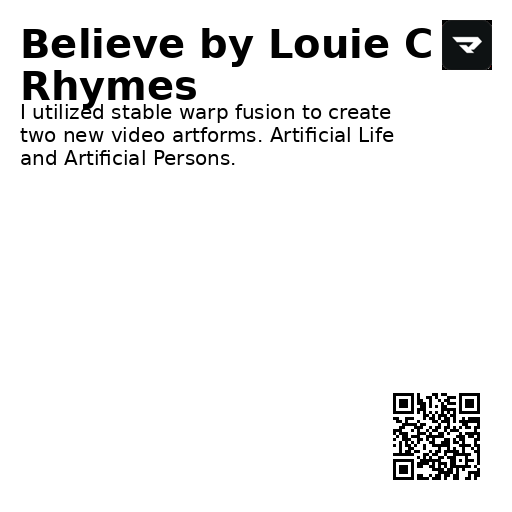 Believe by Louie C
Rhymes
I utilized stable warp fusion to create
two new video artforms. Artificial Life
and Artificial Persons.